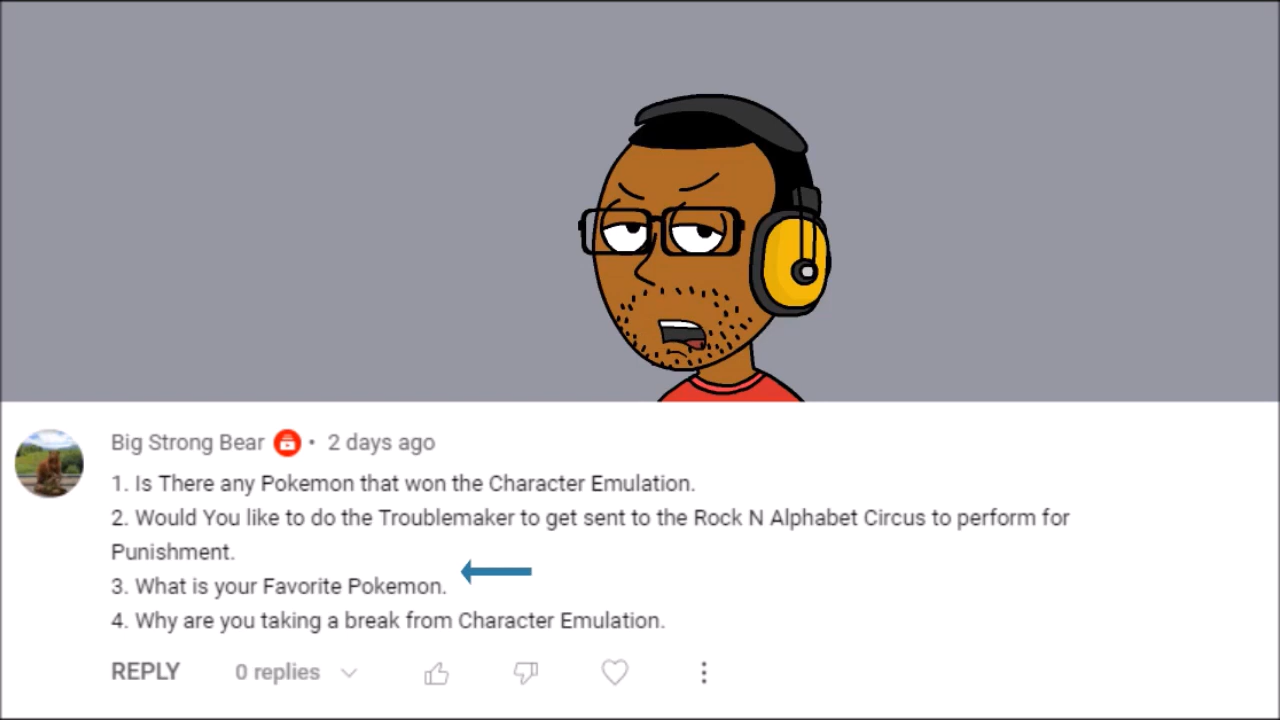 Big Strong Bear • 2 days ago
1. Is There any Pokemon that won the Character Emulation.
2. Would You like to do the Troublemaker to get sent to the Rock N Alphabet Circus to perform for
Punishment.
3. What is your Favorite Pokemon.
4. Why are you taking a break from Character Emulation.
REPLY 0 replies